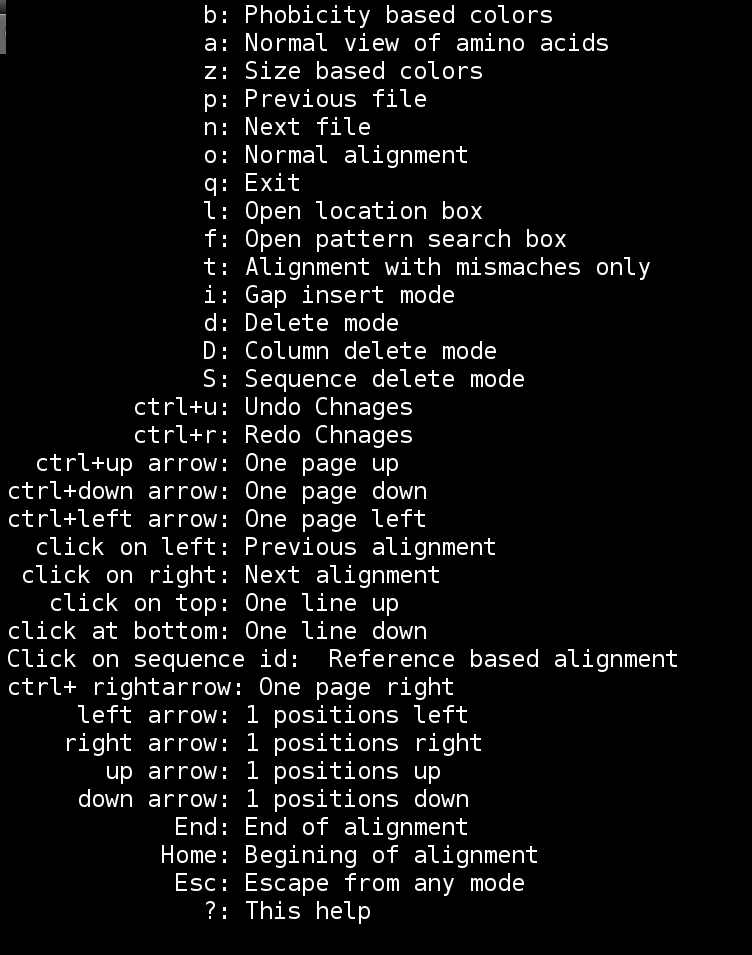 b: Phobicity based colors
a: Normal view of amino acids
z: Size based colors
p: Previous file
n: Next file
o: Normal alignment
q: Exit
l: Open location box
f: Open pattern search box
t: Alignment with mismaches only
i: Gap insert mode
d: Delete mode
D: Column delete mode
S: Sequence delete mode
ctrl+u: Undo Chnages
ctrl+r: Redo Chnages
ctrl+up arrow: One page up
ctrl+down arrow: One page down
ctrl+left arrow: One page left
click on left: Previous alignment
click on right: Next alignment
click on top: One line up
click at bottom: One line down
Click on sequence id:  Reference based alignment
ctrl+ rightarrow: One page right
left arrow: 1 positions left
right arrow: 1 positions right
up arrow: 1 positions up
down arrow: 1 positions down
End: End of alignment
Home: Begining of alignment
Esc: Escape from any mode
?: This help